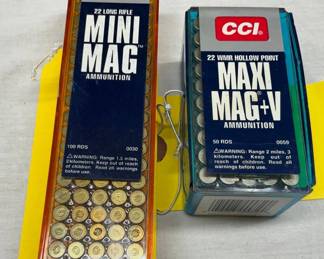 22 LONG RIFLE
MINI
MAG™
AMMUNITION
100 RDS 0030
⚠WARNING: Range 1.5 miles,
2 kilometers. Keep out of
reach of children. Read all
warnings before use.
CCI®
22 WMR HOLLOW POINT
MAXI
MAG®+V
AMMUNITION
50 RDS 0059
⚠WARNING: Range 2 miles, 3
kilometers. Keep out of
reach of children. Read all
warnings before use.